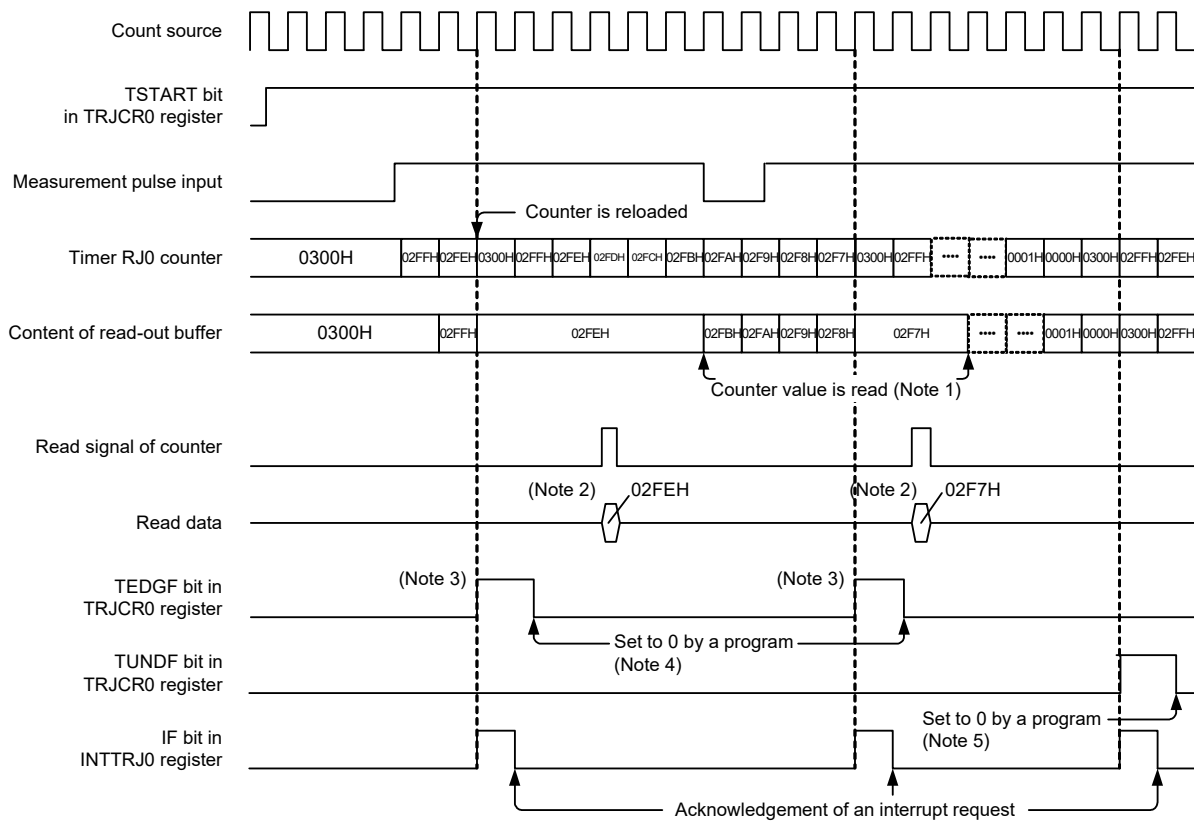 Count source
TSTART bit
in TRJCR0 register
Measurement pulse input
Counter is reloaded
Timer RJ0 counter
0300H 02FFH 02FEH 0300H 02FFH 02FEH 02FDH 02FCH 02FBH 02FAH 02F9H 02F8H 02F7H 0300H 02FFH •••• •••• 0001H 0000H 0300H 02FFH 02FEH
Content of read-out buffer
0300H 02FFH 02FEH 02FBH 02FAH 02F9H 02F8H 02F7H •••• •••• 0001H 0000H 0300H 02FFH
Counter value is read (Note 1)
Read signal of counter
(Note 2) 02FEH (Note 2) 02F7H
Read data
TEDGF bit in
TRJCR0 register
(Note 3) (Note 3)
Set to 0 by a program
(Note 4)
TUNDF bit in
TRJCR0 register
Set to 0 by a program
(Note 5)
IF bit in
INTTRJ0 register
Acknowledgement of an interrupt request